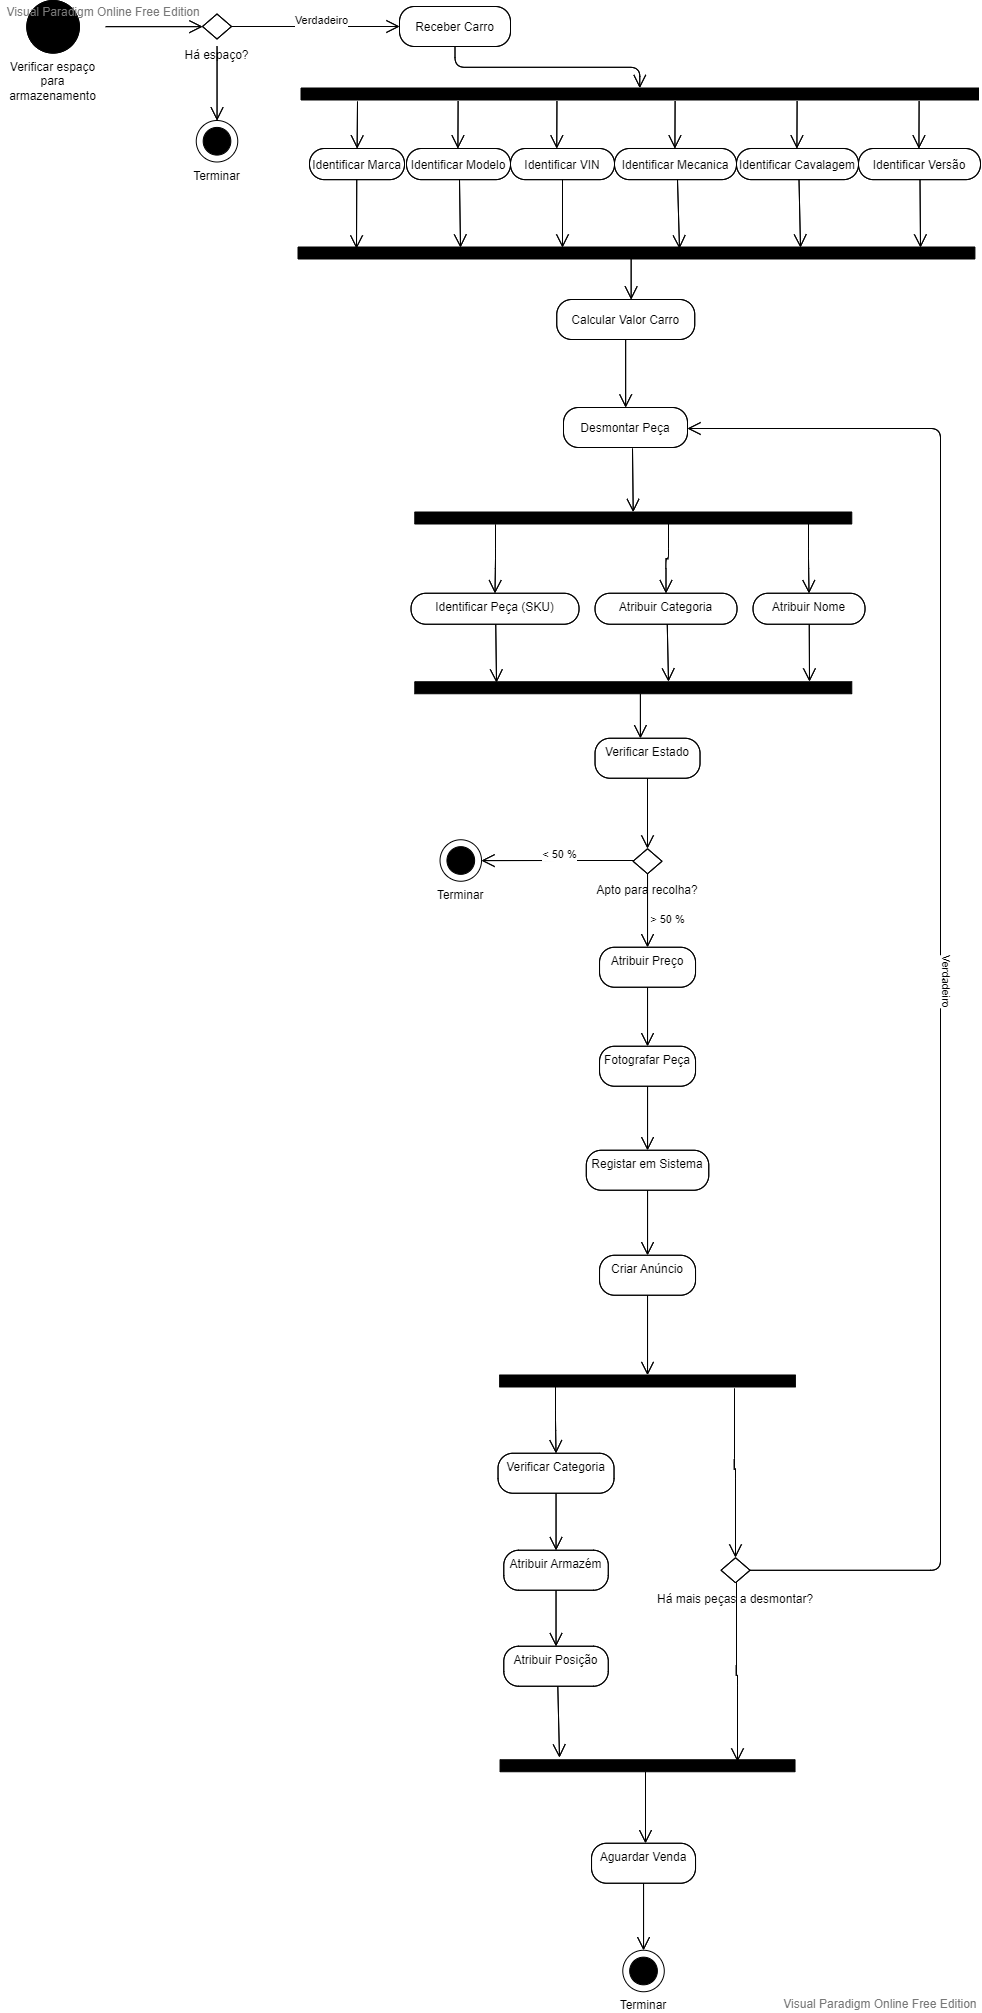 Visual Paradigm Online Free Edition
Verificar espaço
para
armazenamento
Há espaço?
Verdadeiro
Receber Carro
Terminar
Identificar Marca
Identificar Modelo
Identificar VIN
Identificar Mecanica
Identificar Cavalagem
Identificar Versão
Calcular Valor Carro
Desmontar Peça
Identificar Peça (SKU)
Atribuir Categoria
Atribuir Nome
Verificar Estado
< 50 %
Terminar
Apto para recolha?
> 50 %
Atribuir Preço
Verdadeiro
Fotografar Peça
Registar em Sistema
Criar Anúncio
Verificar Categoria
Atribuir Armazém
Há mais peças a desmontar?
Atribuir Posição
Aguardar Venda
Terminar
Visual Paradigm Online Free Edition